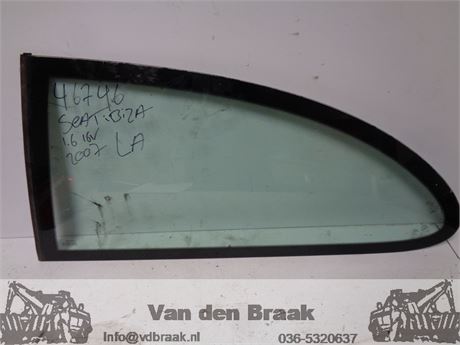 46746
SEAT IBIZA
1.6 16V
2007 LA
Van den Braak
Info@vdbraak.nl
036-5320637